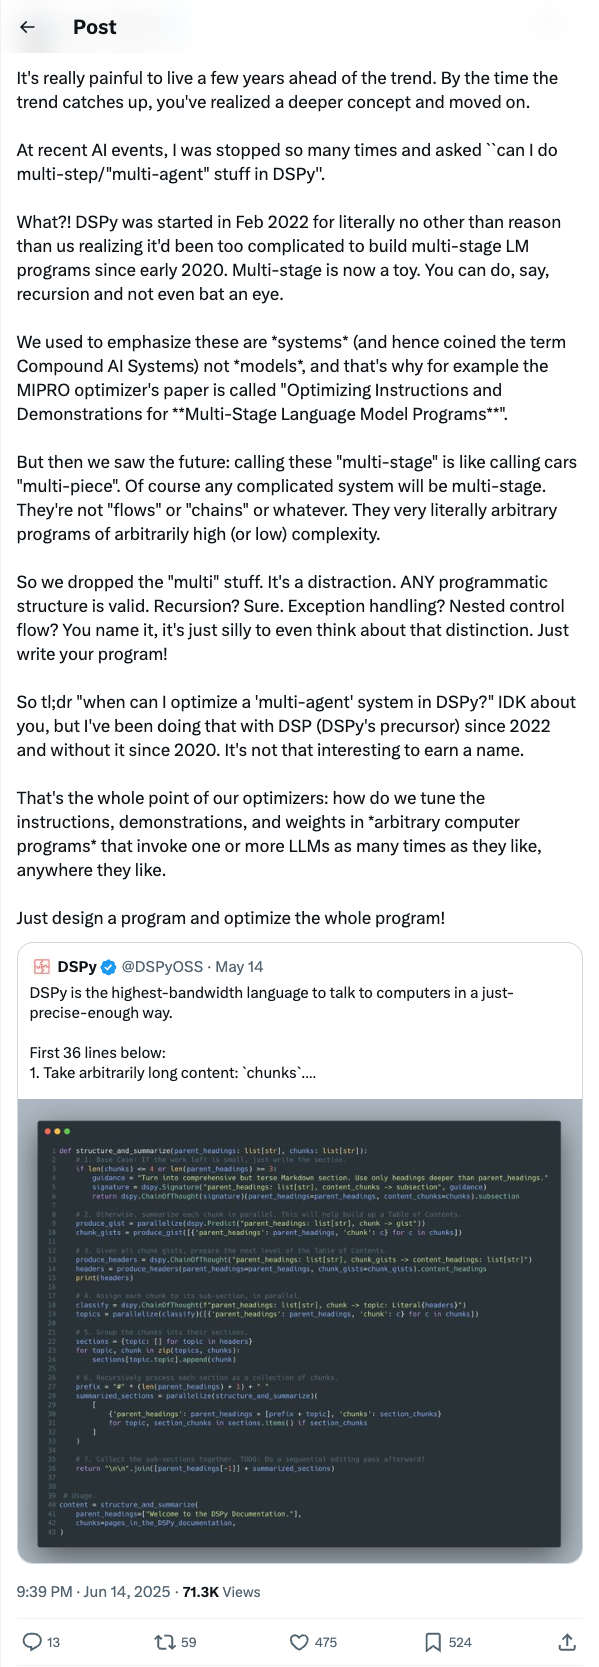 Post
It's really painful to live a few years ahead of the trend. By the time the
trend catches up, you've realized a deeper concept and moved on.
At recent AI events, I was stopped so many times and asked ``can I do
multi-step/"multi-agent" stuff in DSPy".
What?! DSPy was started in Feb 2022 for literally no other than reason
than us realizing it'd been too complicated to build multi-stage LM
programs since early 2020. Multi-stage is now a toy. You can do, say,
recursion and not even bat an eye.
We used to emphasize these are *systems* (and hence coined the term
Compound AI Systems) not *models*, and that's why for example the
MIPRO optimizer's paper is called "Optimizing Instructions and
Demonstrations for **Multi-Stage Language Model Programs**".
But then we saw the future: calling these "multi-stage" is like calling cars
"multi-piece". Of course any complicated system will be multi-stage.
They're not "flows" or "chains" or whatever. They very literally arbitrary
programs of arbitrarily high (or low) complexity.
So we dropped the "multi" stuff. It's a distraction. ANY programmatic
structure is valid. Recursion? Sure. Exception handling? Nested control
flow? You name it, it's just silly to even think about that distinction. Just
write your program!
So tl;dr "when can I optimize a 'multi-agent' system in DSPy?" IDK about
you, but I've been doing that with DSP (DSPy's precursor) since 2022
and without it since 2020. It's not that interesting to earn a name.
That's the whole point of our optimizers: how do we tune the
instructions, demonstrations, and weights in *arbitrary computer
programs* that invoke one or more LLMs as many times as they like,
anywhere they like.
Just design a program and optimize the whole program!
DSPy @DSPyOSS · May 14
DSPy is the highest-bandwidth language to talk to computers in a just-
precise-enough way.
First 36 lines below:
1. Take arbitrarily long content: `chunks`....
1 def structure_and_summarize(parent_headings: list[str], chunks: list[str]):
2 # 1. Base Case: If the work left is small, just write the section.
3 if len(chunks) <= 4 or len(parent_headings) >= 3:
4 guidance = "Turn into comprehensive but terse Markdown section. Use only headings deeper than parent_headings."
5 signature = dspy.Signature("parent_headings: list[str], content_chunks -> subsection", guidance)
6 return dspy.ChainOfThought(signature)(parent_headings=parent_headings, content_chunks=chunks).subsection
7
8 # 2. Otherwise, summarize each chunk in parallel. This will help build up a Table of Contents.
9 produce_gist = parallelize(dspy.Predict("parent_headings: list[str], chunk -> gist"))
10 chunk_gists = produce_gist([{'parent_headings': parent_headings, 'chunk': c} for c in chunks])
11
12 # 3. Given all chunk gists, prepare the next level of the Table of Contents.
13 produce_headers = dspy.ChainOfThought("parent_headings: list[str], chunk_gists -> content_headings: list[str]")
14 headers = produce_headers(parent_headings=parent_headings, chunk_gists=chunk_gists).content_headings
15 print(headers)
16
17 # 4. Assign each chunk to its sub-section, in parallel.
18 classify = dspy.ChainOfThought(f"parent_headings: list[str], chunk -> topic: Literal{headers}")
19 topics = parallelize(classify)([{'parent_headings': parent_headings, 'chunk': c} for c in chunks])
20
21 # 5. Group the chunks into their sections.
22 sections = {topic: [] for topic in headers}
23 for topic, chunk in zip(topics, chunks):
24 sections[topic.topic].append(chunk)
25
26 # 6. Recursively process each section as a collection of chunks.
27 prefix = "#" * (len(parent_headings) + 1) + " "
28 summarized_sections = parallelize(structure_and_summarize)(
29 [
30 {'parent_headings': parent_headings + [prefix + topic], 'chunks': section_chunks}
31 for topic, section_chunks in sections.items() if section_chunks
32 ]
33 )
34
35 # 7. Collect the sub-sections together. TODO: Do a sequential editing pass afterward!
36 return "\n\n".join([parent_headings[-1]] + summarized_sections)
37
38
39 # Usage.
40 content = structure_and_summarize(
41 parent_headings=["Welcome to the DSPy Documentation."],
42 chunks=pages_in_the_DSPy_documentation,
43 )
9:39 PM · Jun 14, 2025 · 71.3K Views
13 59 475 524